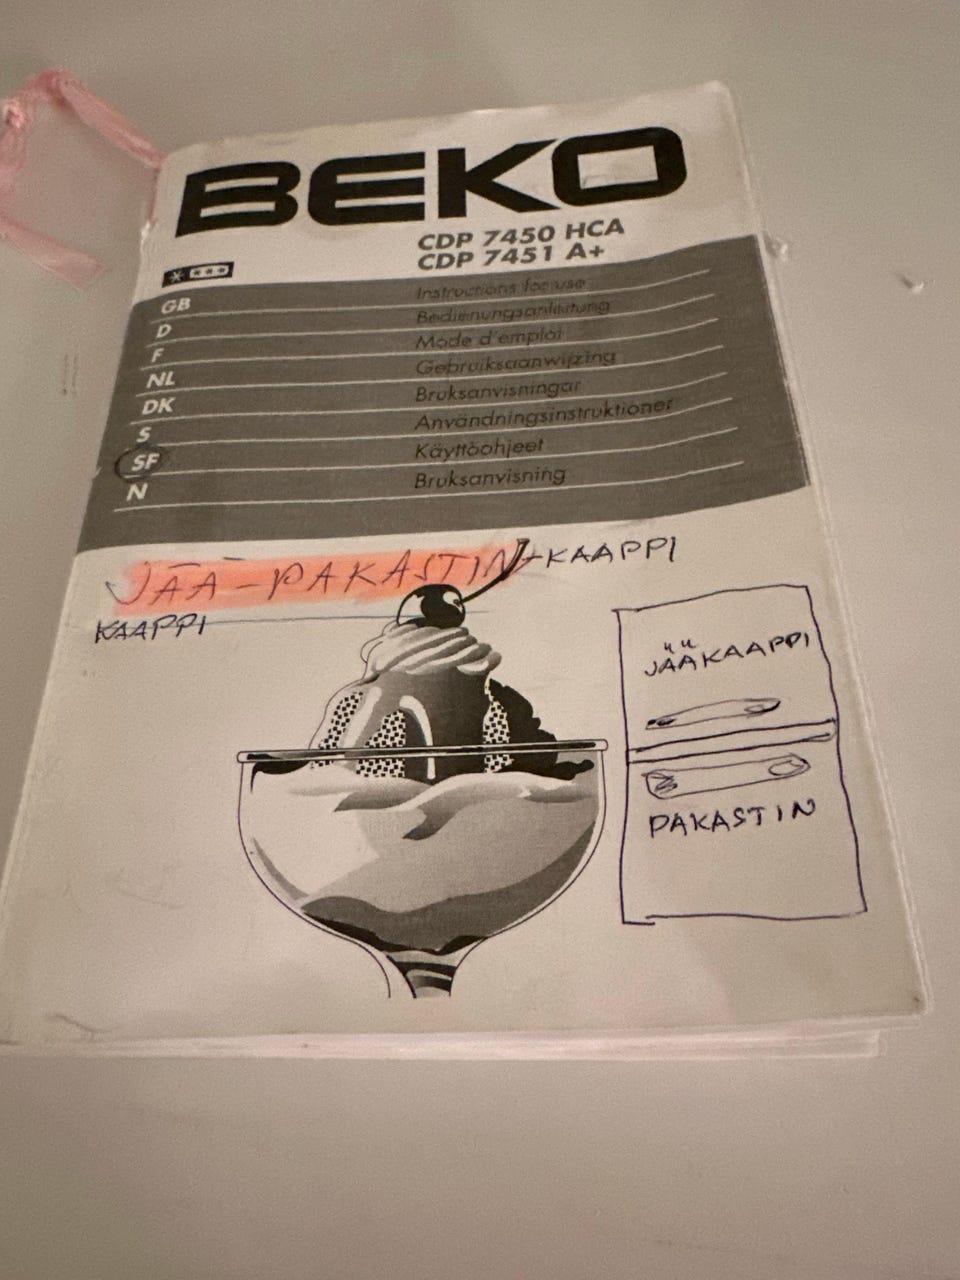 BEKO
CDP 7450 HCA
CDP 7451 A+
GB Instructions for use
D Bedienungsanleitung
F Mode d'emploi
NL Gebruiksaanwijzing
DK Bruksanvisningar
S Användningsinstruktioner
SF Käyttöohjeet
N Bruksanvisning
JÄÄ-PAKASTIN-KAAPPI
KAAPPI
JÄÄKAAPPI
PAKASTIN